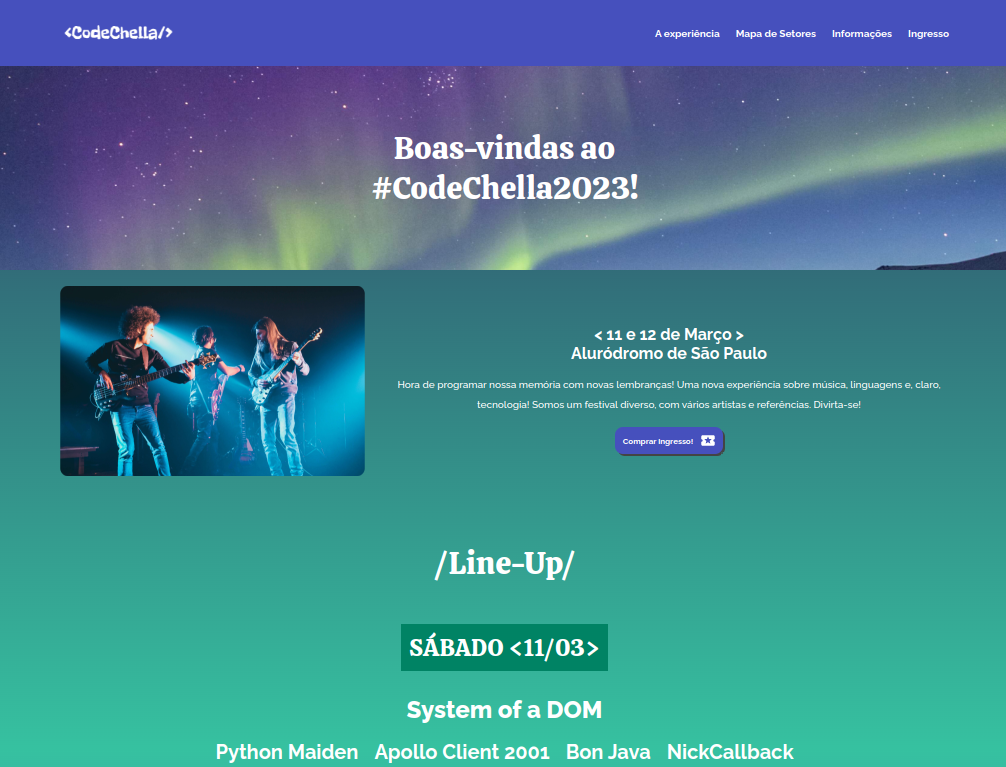 <CodeChella/>
A experiência Mapa de Setores Informações Ingresso
Boas-vindas ao
#CodeChella2023!
< 11 e 12 de Março >
Aluródromo de São Paulo
Hora de programar nossa memória com novas lembranças! Uma nova experiência sobre música, linguagens e, claro,
tecnologia! Somos um festival diverso, com vários artistas e referências. Divirta-se!
Comprar Ingresso!
/Line-Up/
SÁBADO <11/03>
System of a DOM
Python Maiden Apollo Client 2001 Bon Java NickCallback